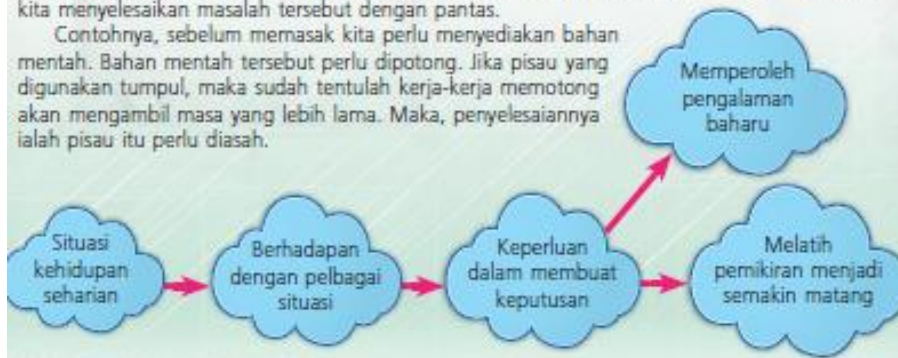 kita menyelesaikan masalah tersebut dengan pantas.
Contohnya, sebelum memasak kita perlu menyediakan bahan
mentah. Bahan mentah tersebut perlu dipotong. Jika pisau yang
digunakan tumpul, maka sudah tentulah kerja-kerja memotong
akan mengambil masa yang lebih lama. Maka, penyelesaiannya
ialah pisau itu perlu diasah.
Memperoleh
pengalaman
baharu
Situasi
kehidupan
seharian
Berhadapan
dengan pelbagai
situasi
Keperluan
dalam membuat
keputusan
Melatih
pemikiran menjadi
semakin matang